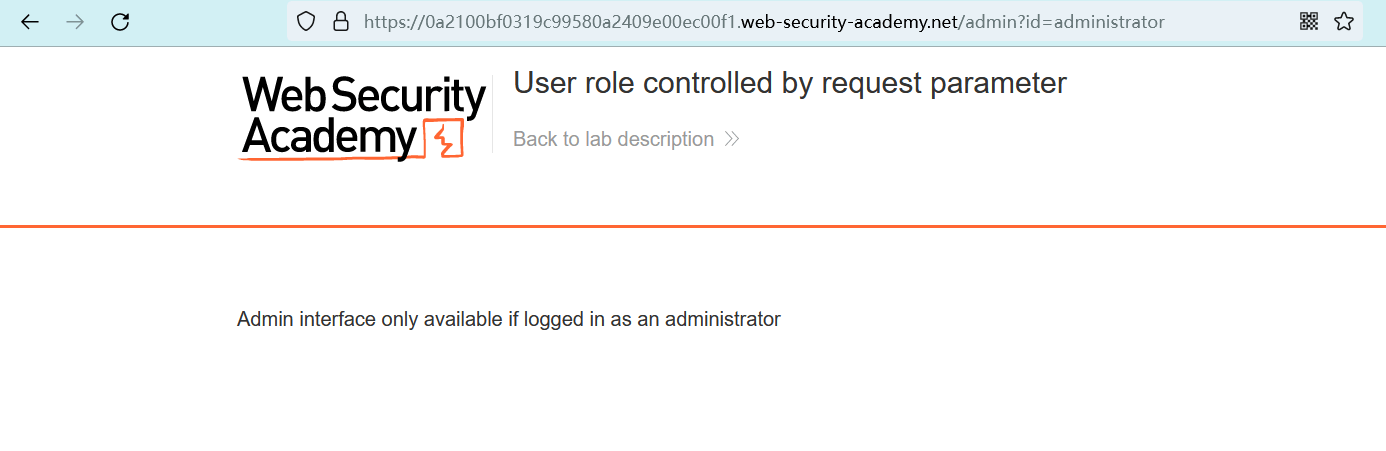 https://0a2100bf0319c99580a2409e00ec00f1.web-security-academy.net/admin?id=administrator
Web Security
Academy
User role controlled by request parameter
Back to lab description
Admin interface only available if logged in as an administrator